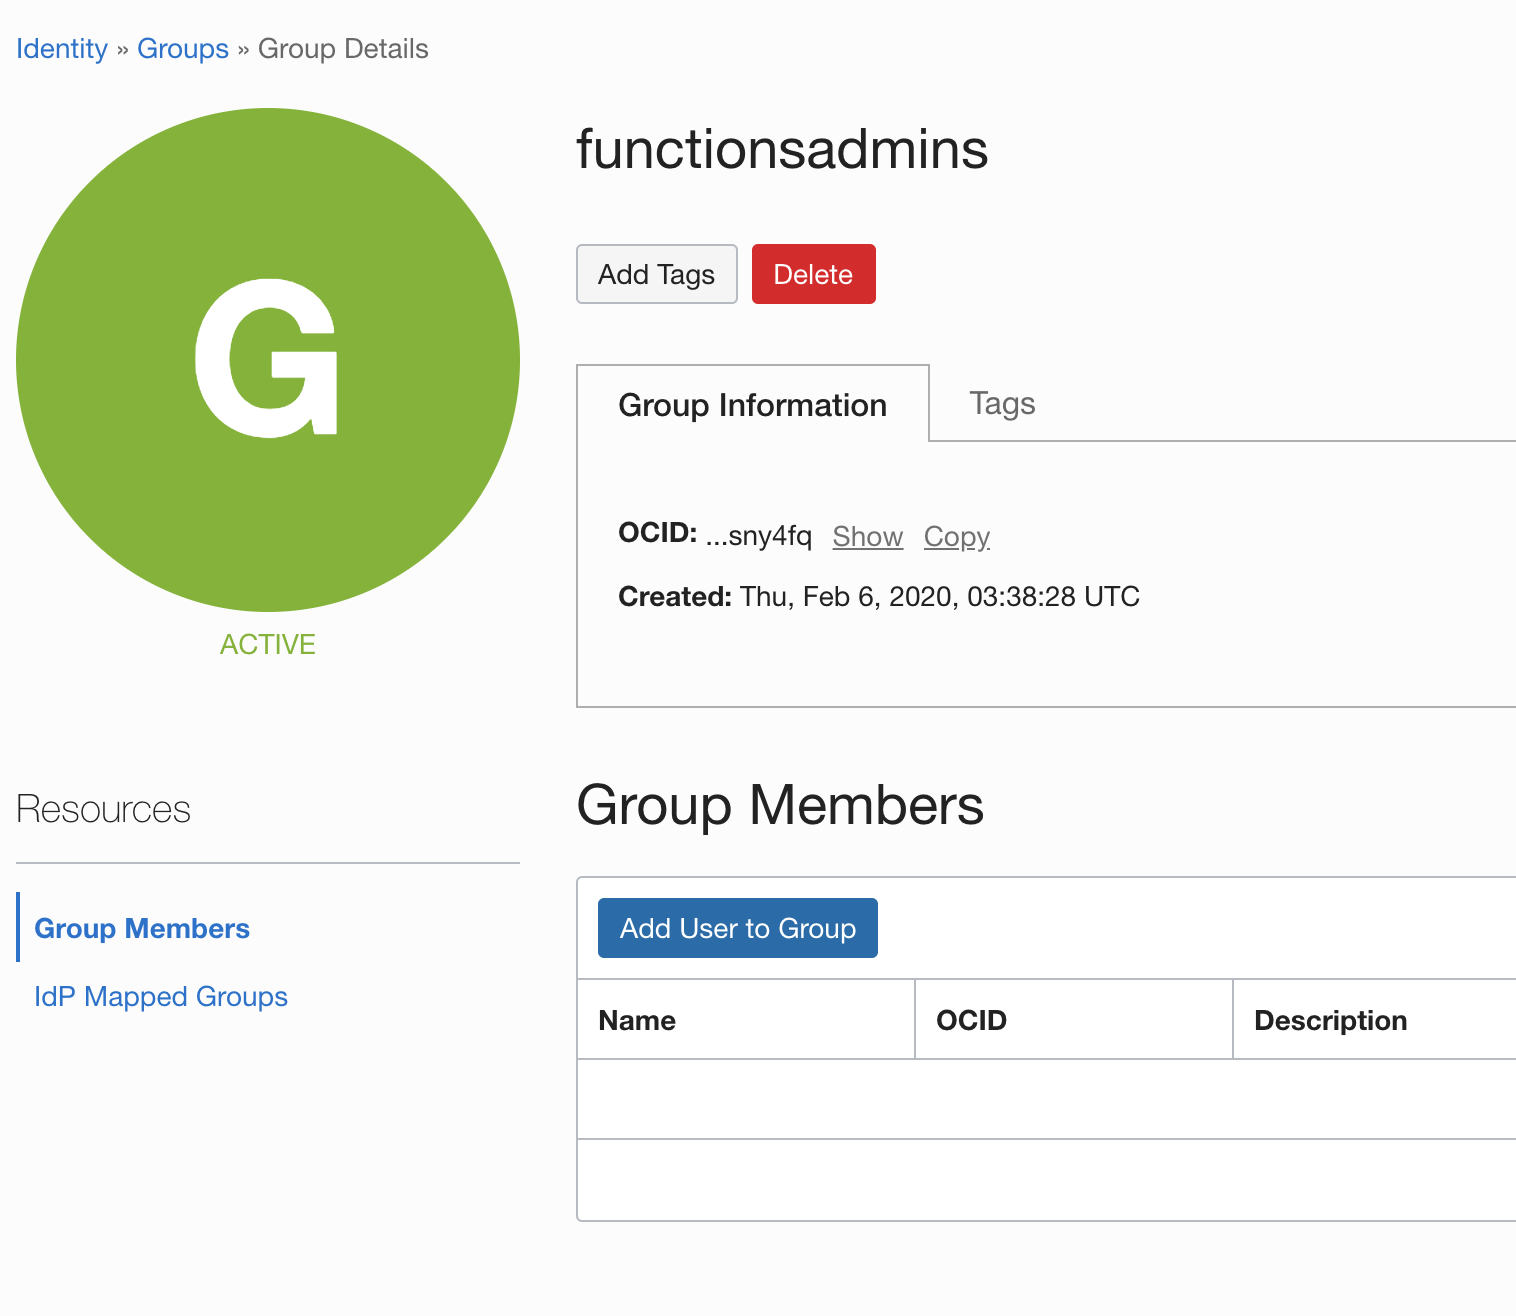 Identity » Groups » Group Details
G
ACTIVE
functionsadmins
Add Tags Delete
Group Information Tags
OCID: ...sny4fq Show Copy
Created: Thu, Feb 6, 2020, 03:38:28 UTC
Resources
Group Members
IdP Mapped Groups
Group Members
Add User to Group
Name OCID Description